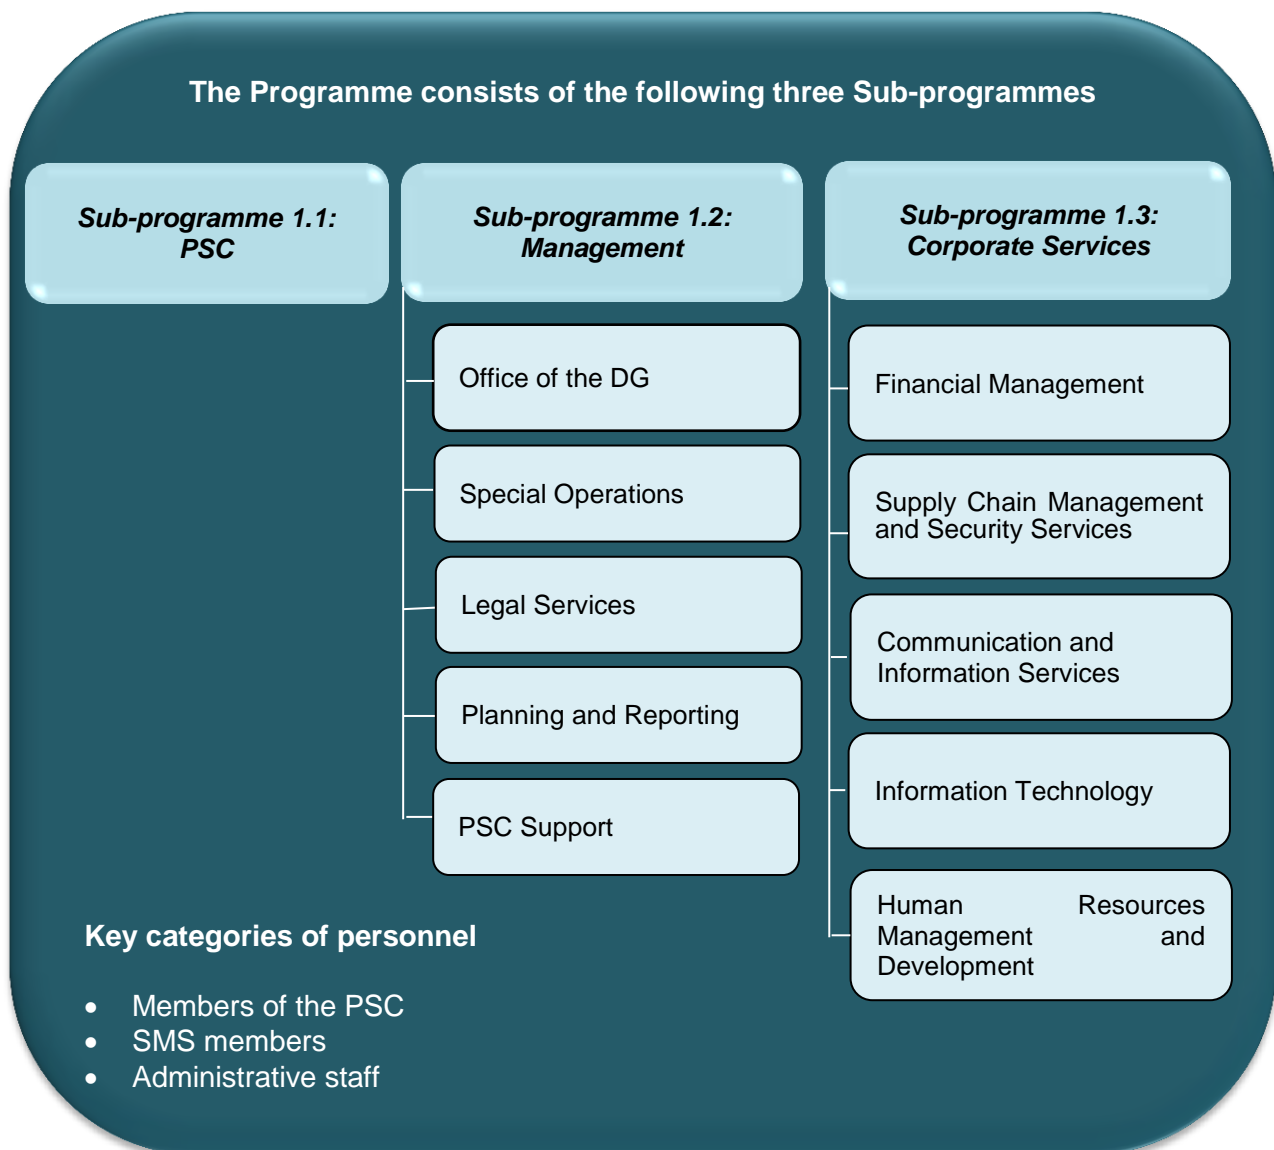 The Programme consists of the following three Sub-programmes
Sub-programme 1.1:
PSC
Sub-programme 1.2:
Management
Office of the DG
Special Operations
Legal Services
Planning and Reporting
PSC Support
Sub-programme 1.3:
Corporate Services
Financial Management
Supply Chain Management
and Security Services
Communication and
Information Services
Information Technology
Human Resources
Management and
Development
Key categories of personnel
• Members of the PSC
• SMS members
• Administrative staff